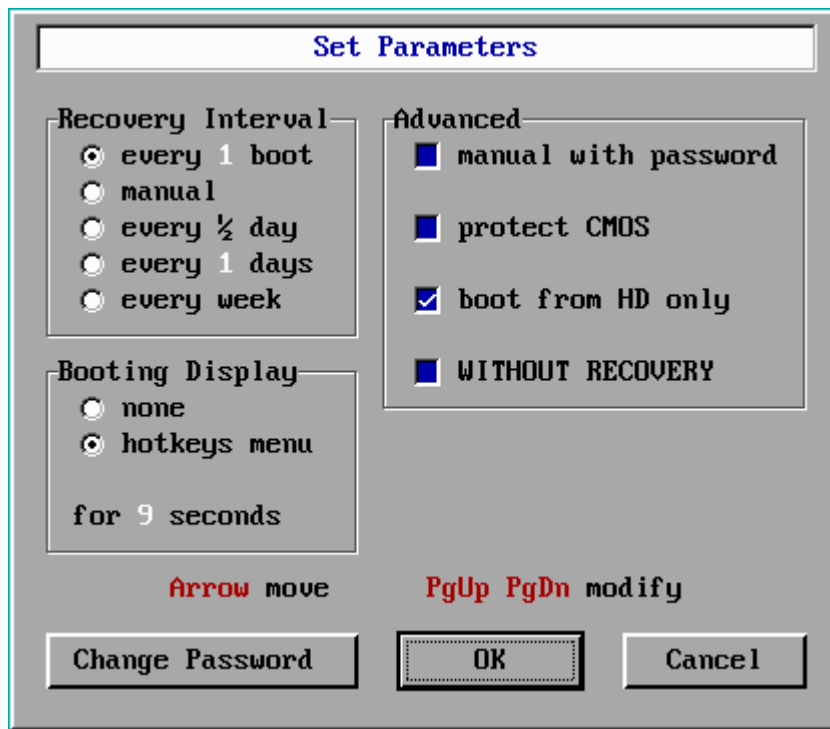 Set Parameters
Recovery Interval
every 1 boot
manual
every ½ day
every 1 days
every week
Booting Display
none
hotkeys menu
for 9 seconds
Advanced
manual with password
protect CMOS
boot from HD only
WITHOUT RECOVERY
Arrow move
PgUp PgDn modify
Change Password
OK
Cancel